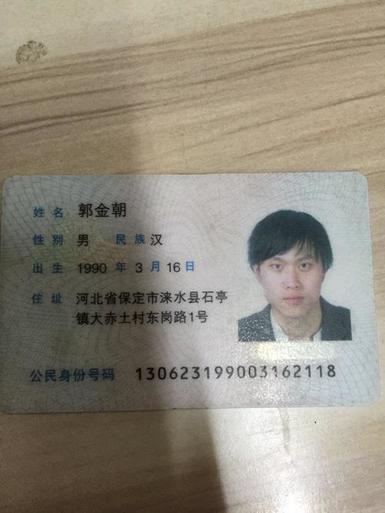 姓名 郭金朝
性别 男 民族 汉
出生 1990 年 3 月 16 日
住址 河北省保定市涞水县石亭
镇大赤土村东岗路1号
公民身份号码 130623199003162118